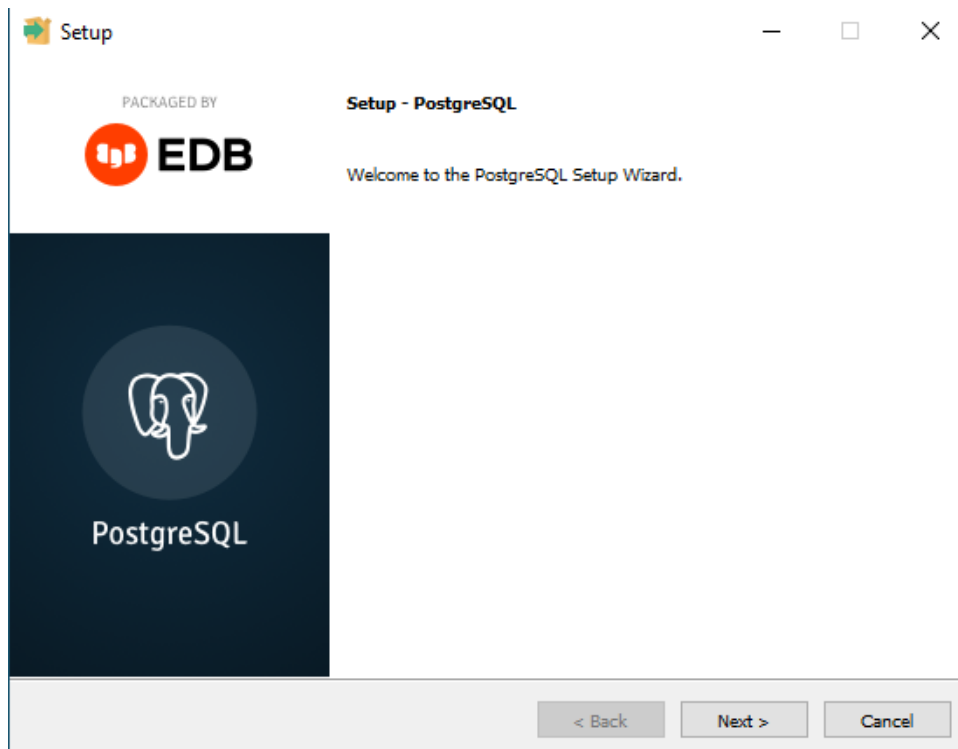 Setup
PACKAGED BY
EDB
Setup - PostgreSQL
Welcome to the PostgreSQL Setup Wizard.
PostgreSQL
< Back
Next >
Cancel